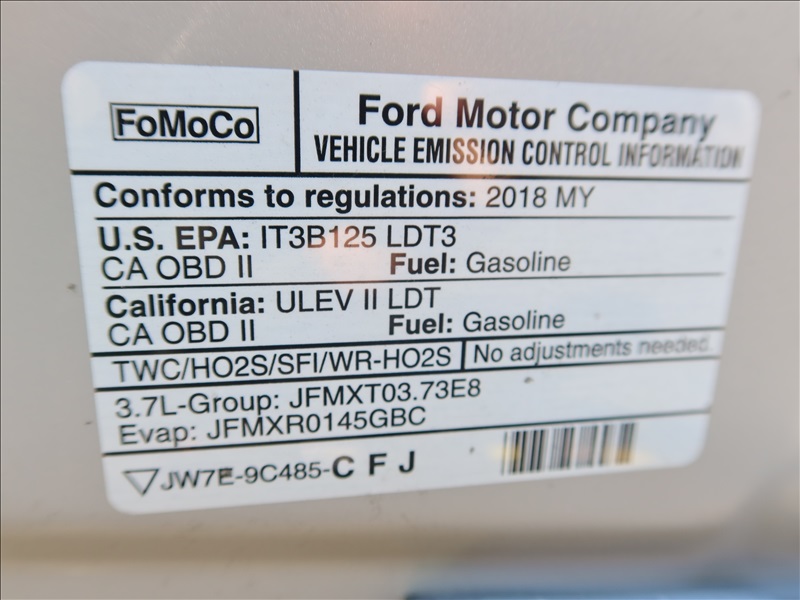 FoMoCo
Ford Motor Company
VEHICLE EMISSION CONTROL INFORMATION
Conforms to regulations: 2018 MY
U.S. EPA: IT3B125 LDT3
CA OBD II Fuel: Gasoline
California: ULEV II LDT
CA OBD II Fuel: Gasoline
TWC/HO2S/SFI/WR-HO2S No adjustments needed.
3.7L-Group: JFMXT03.73E8
Evap: JFMXR0145GBC
JW7E-9C485-C F J